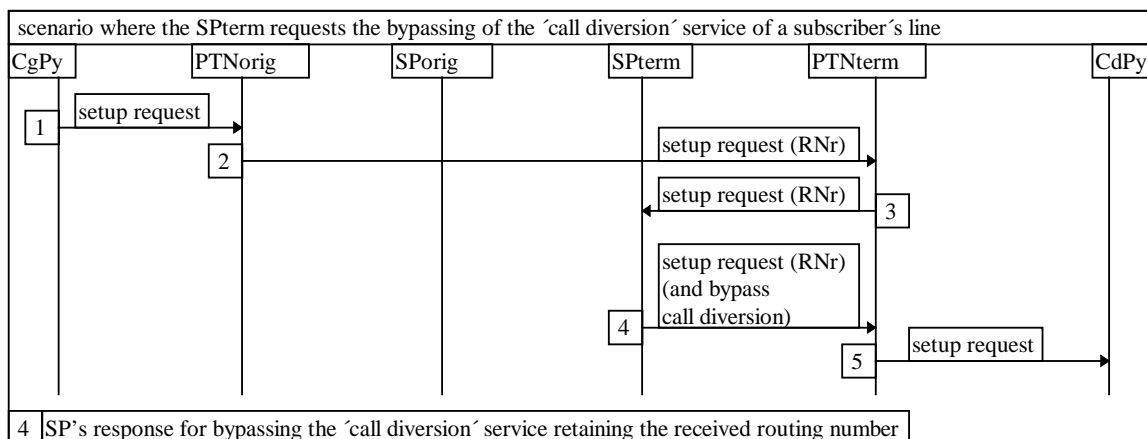 scenario where the SPterm requests the bypassing of the ´call diversion´ service of a subscriber´s line
CgPy PTNorig SPorig SPterm PTNterm CdPy
setup request
1
setup request (RNr)
2
setup request (RNr)
3
setup request (RNr)
(and bypass
call diversion)
4
setup request
5
4 SP’s response for bypassing the ´call diversion´ service retaining the received routing number